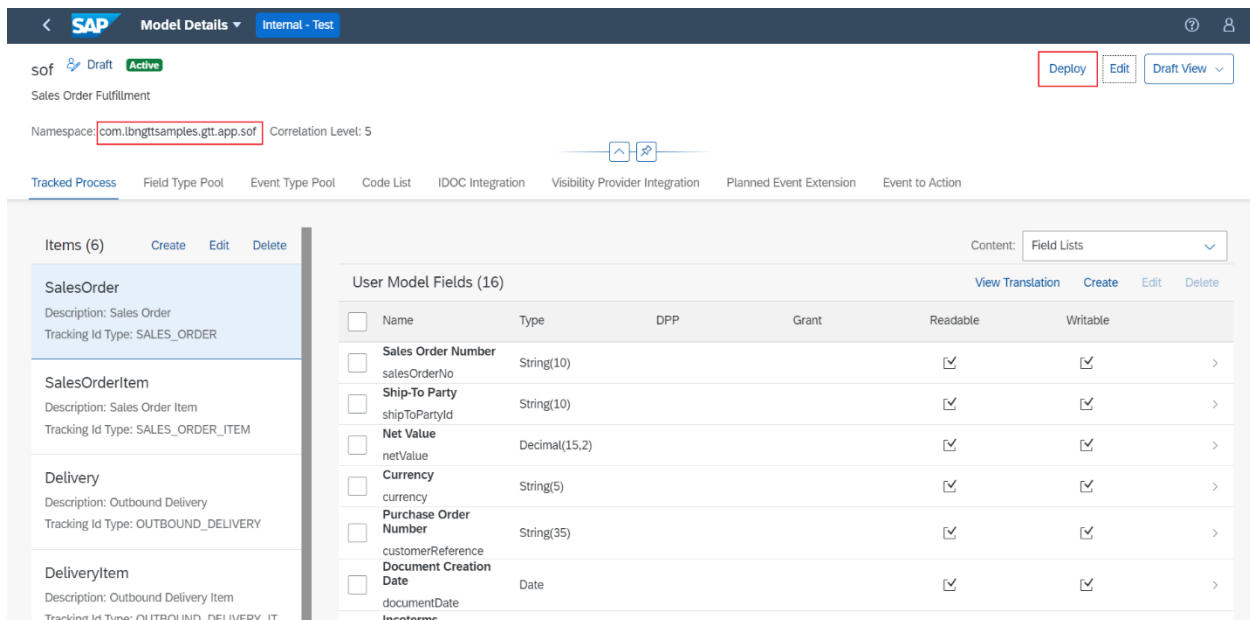 SAP Model Details Internal - Test
sof Draft Active
Deploy Edit Draft View
Sales Order Fulfillment
Namespace: com.lbngttsamples.gtt.app.sof Correlation Level: 5
Tracked Process Field Type Pool Event Type Pool Code List IDOC Integration Visibility Provider Integration Planned Event Extension Event to Action
Items (6) Create Edit Delete
SalesOrder
Description: Sales Order
Tracking Id Type: SALES_ORDER
SalesOrderItem
Description: Sales Order Item
Tracking Id Type: SALES_ORDER_ITEM
Delivery
Description: Outbound Delivery
Tracking Id Type: OUTBOUND_DELIVERY
DeliveryItem
Description: Outbound Delivery Item
Tracking Id Type: OUTBOUND_DELIVERY_IT
Content: Field Lists
User Model Fields (16) View Translation Create Edit Delete
Name Type DPP Grant Readable Writable
Sales Order Number
salesOrderNo
String(10)
Ship-To Party
shipToPartyId
String(10)
Net Value
netValue
Decimal(15,2)
Currency
currency
String(5)
Purchase Order
Number
customerReference
String(35)
Document Creation
Date
documentDate
Date
Incoterms